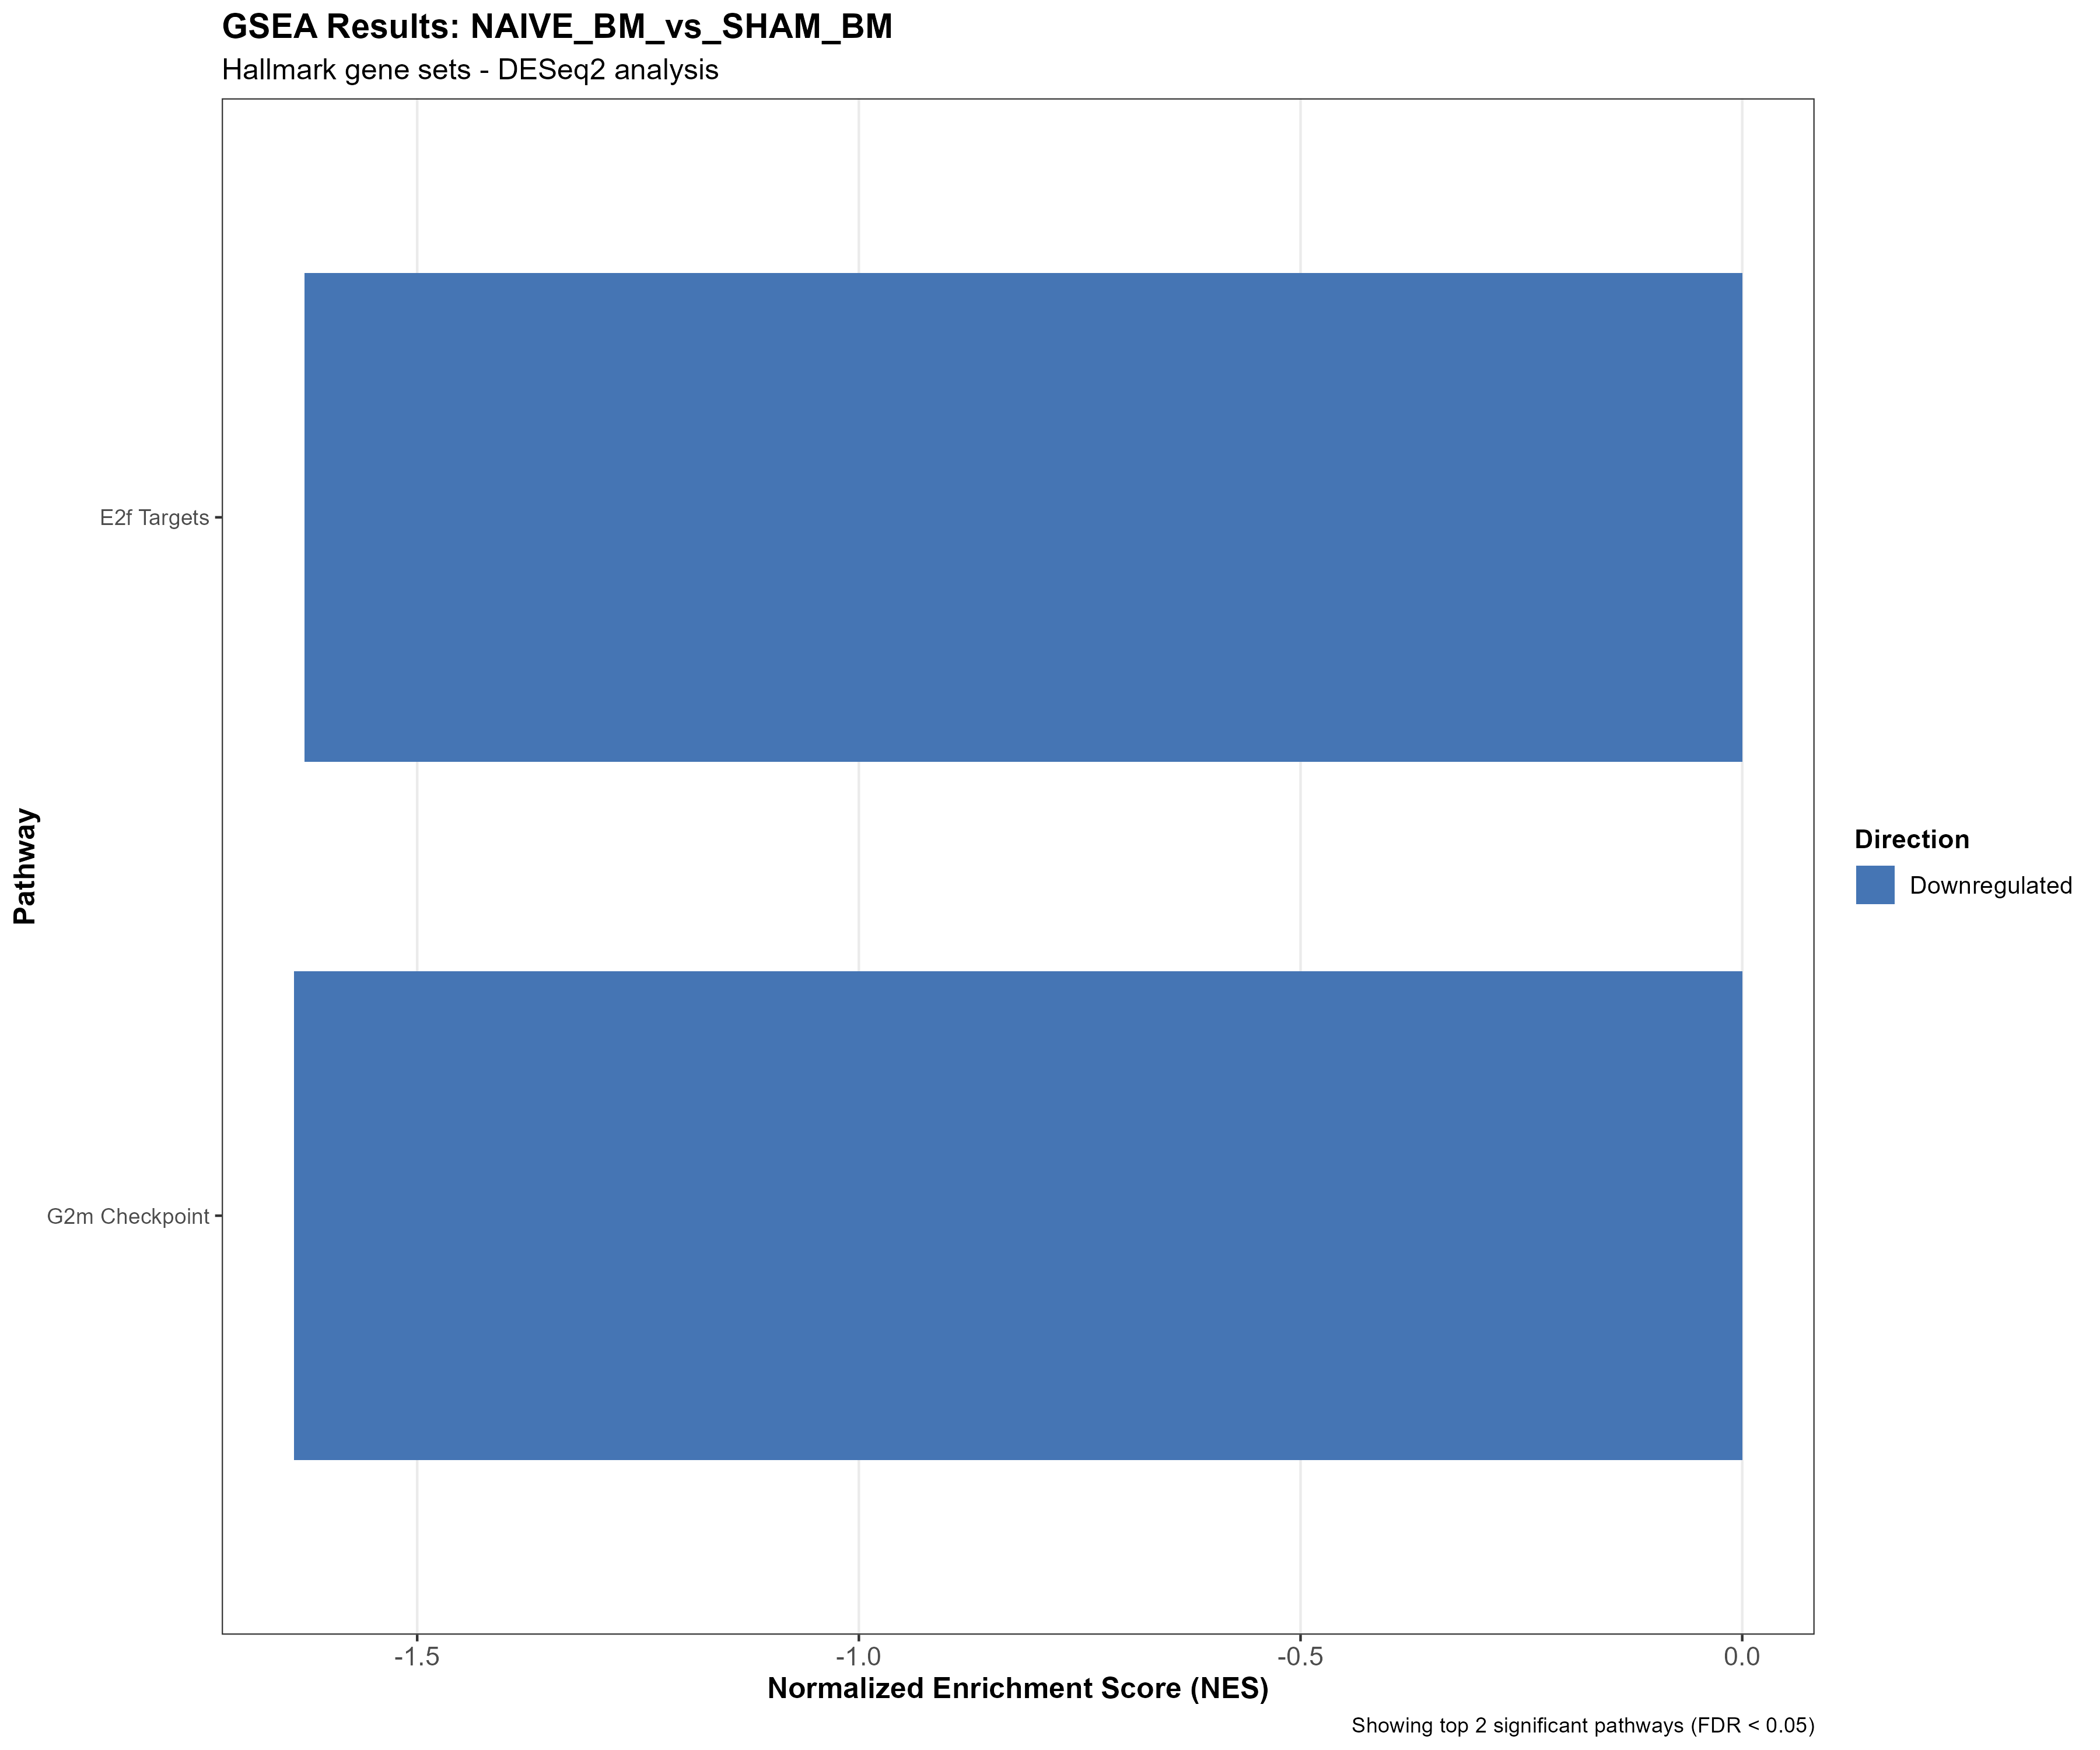 GSEA Results: NAIVE_BM_vs_SHAM_BM
Hallmark gene sets - DESeq2 analysis
Pathway
E2f Targets
G2m Checkpoint
-1.5
-1.0
-0.5
0.0
Normalized Enrichment Score (NES)
Direction
Downregulated
Showing top 2 significant pathways (FDR < 0.05)